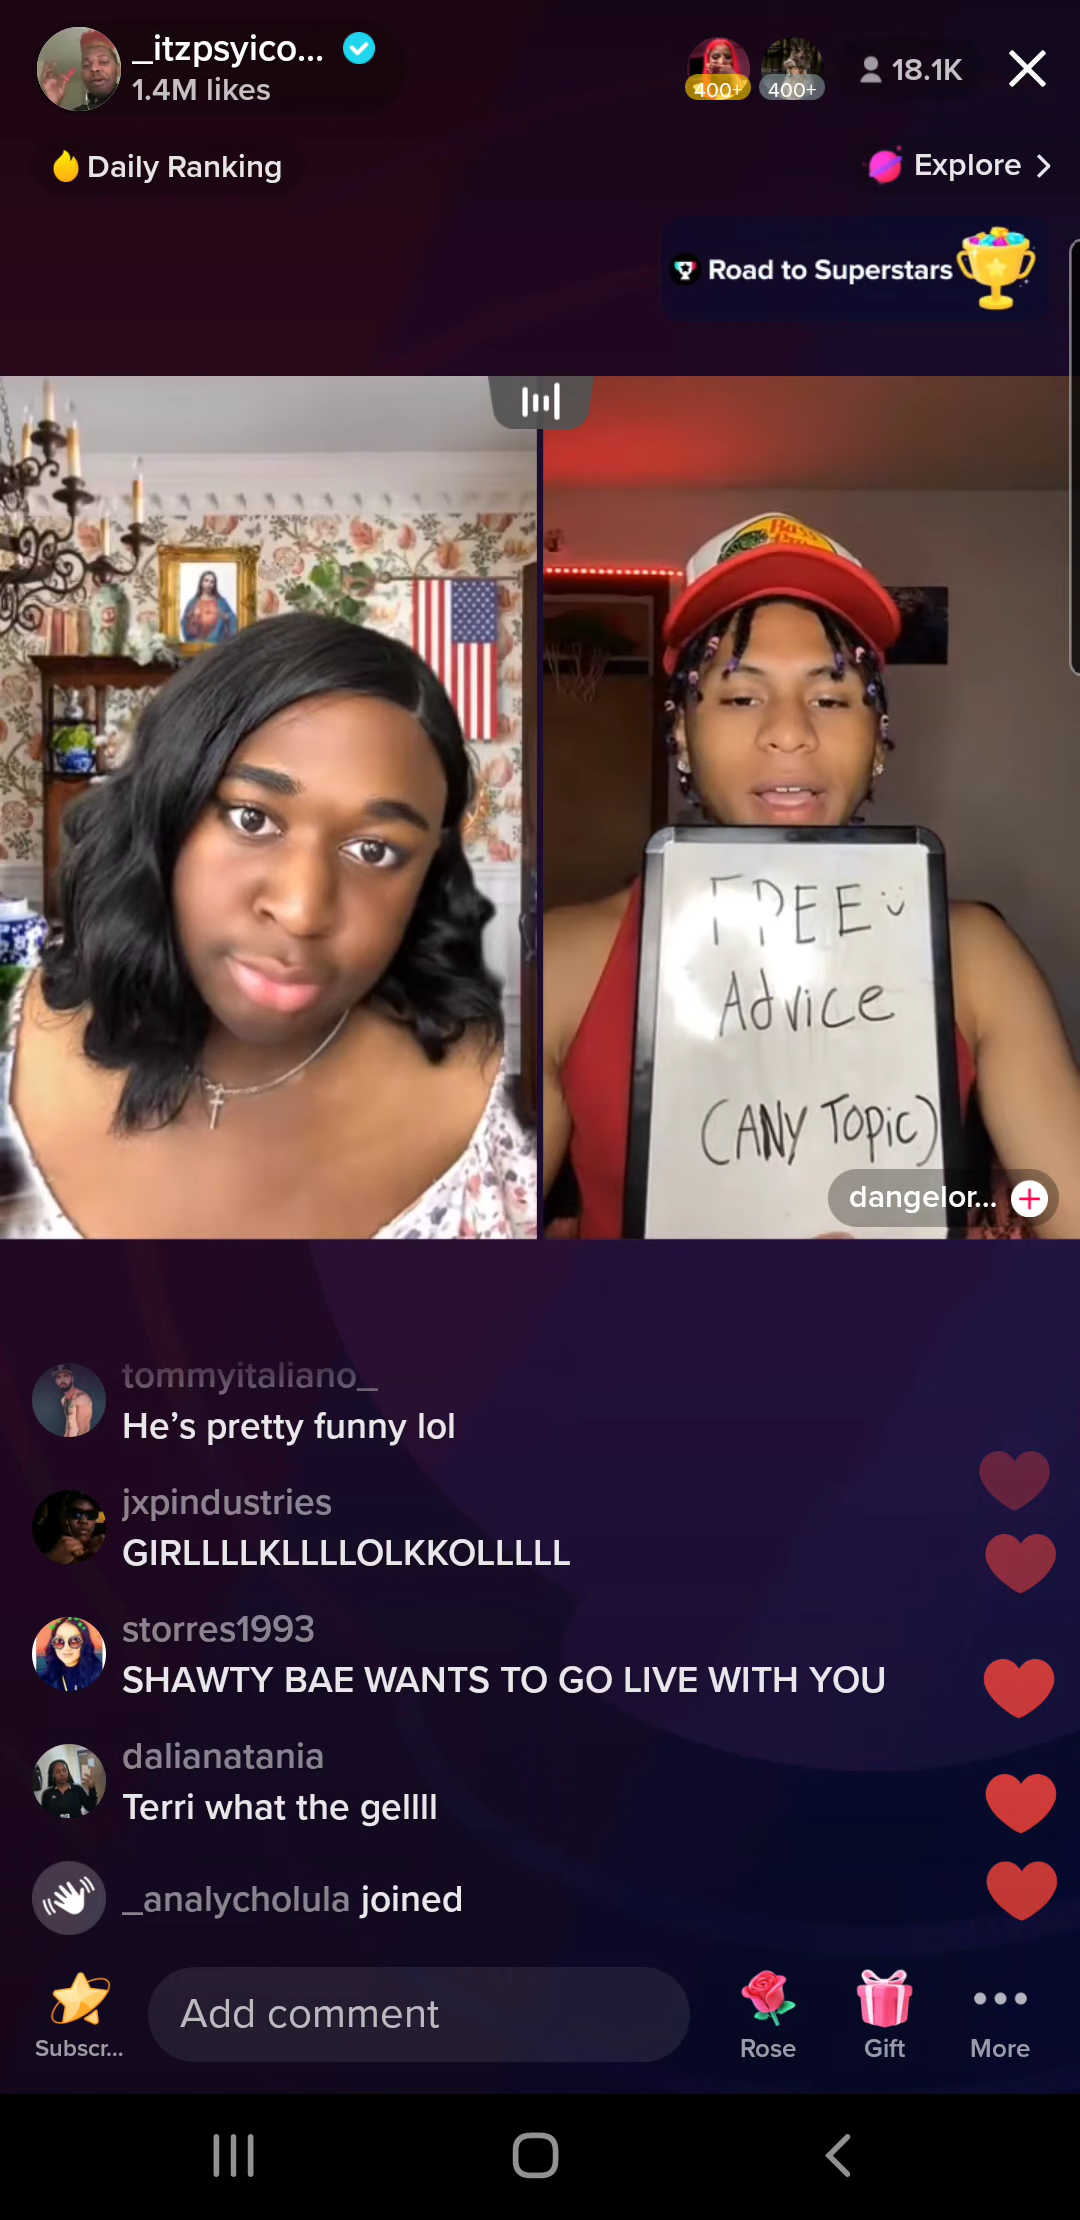 _itzpsyico...
1.4M likes
400+
400+
18.1K
Daily Ranking
Explore
Road to Superstars
Bass
FREE
Advice
(ANY TOPIC)
dangelor...
tommyitaliano_
He’s pretty funny lol
jxpindustries
GIRLLLLKLLLLOLKKOLLLLL
storres1993
SHAWTY BAE WANTS TO GO LIVE WITH YOU
dalianatania
Terri what the gellll
_analycholula joined
Add comment
Subscr...
Rose
Gift
More